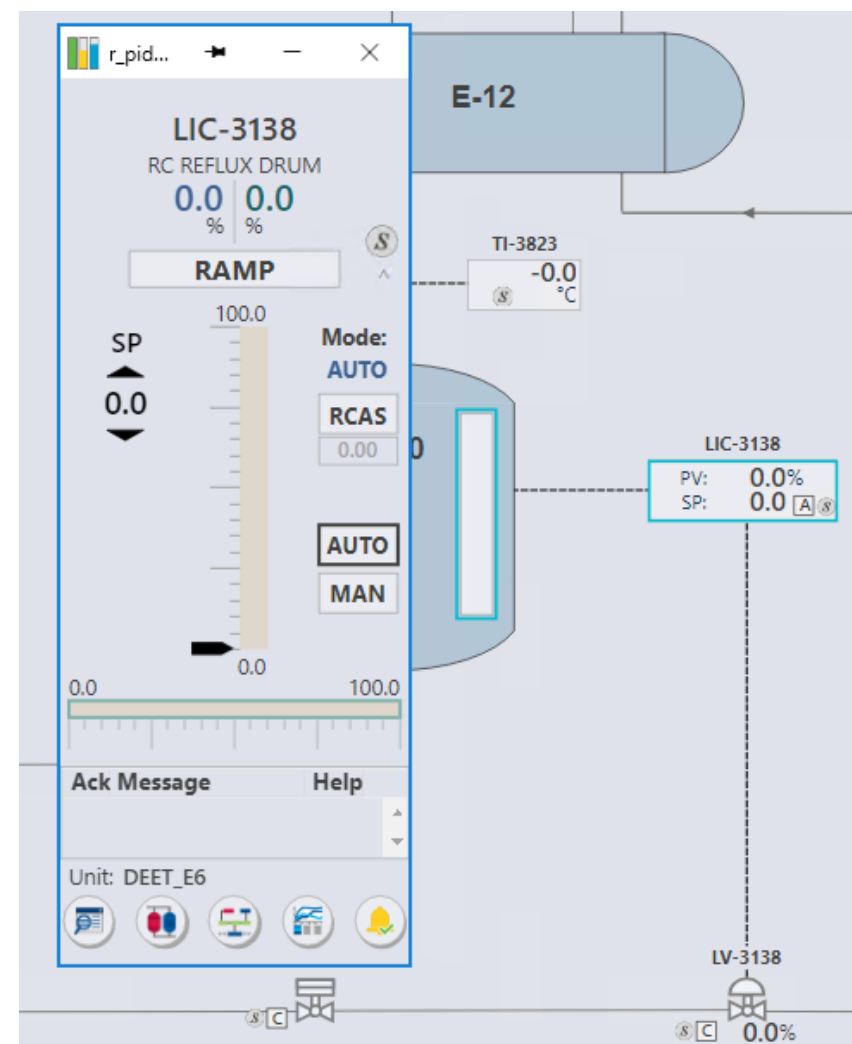 r_pid...
LIC-3138
RC REFLUX DRUM
0.0 0.0
% %
S
RAMP
100.0
SP
0.0
Mode:
AUTO
RCAS
0.00
AUTO
MAN
0.0
0.0 100.0
Ack Message Help
Unit: DEET_E6
E-12
TI-3823
-0.0
S °C
0
LIC-3138
PV: 0.0%
SP: 0.0 A S
LV-3138
S C
S C 0.0%